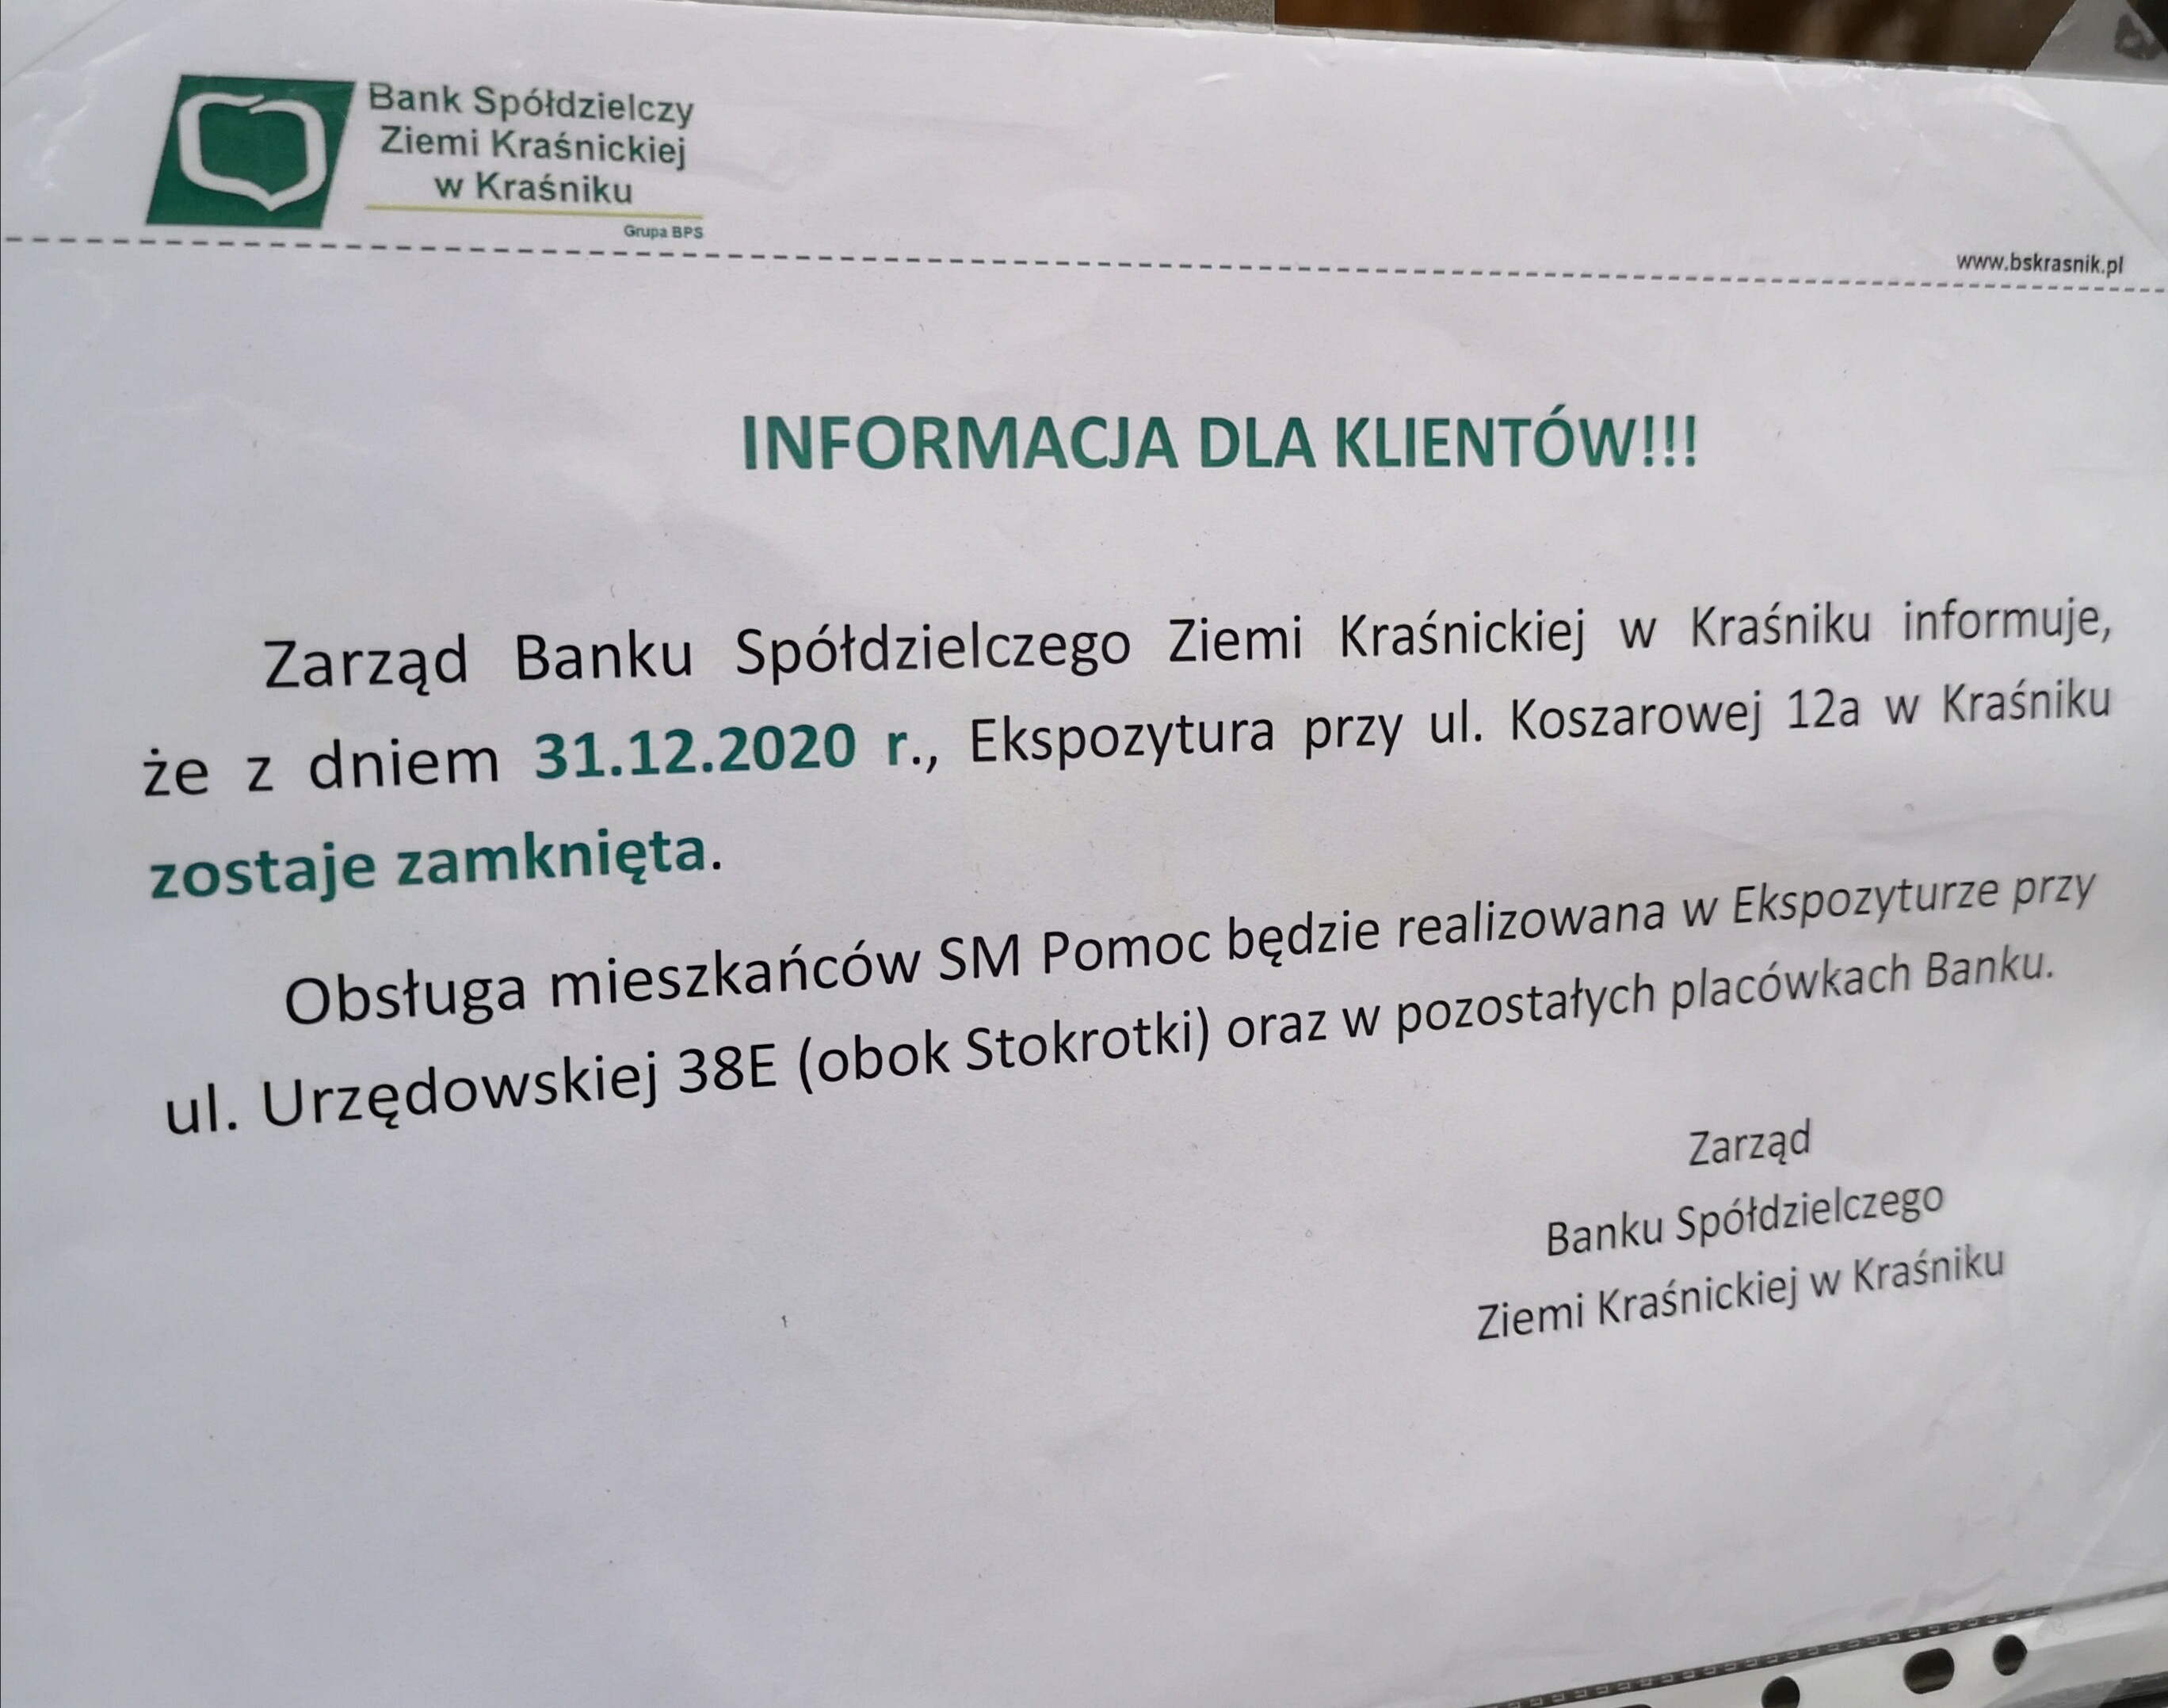 Bank Spółdzielczy
Ziemi Kraśnickiej
w Kraśniku
Grupa BPS
www.bskrasnik.pl
INFORMACJA DLA KLIENTÓW!!!
Zarząd Banku Spółdzielczego Ziemi Kraśnickiej w Kraśniku informuje,
że z dniem 31.12.2020 r., Ekspozytura przy ul. Koszarowej 12a w Kraśniku
zostaje zamknięta.
Obsługa mieszkańców SM Pomoc będzie realizowana w Ekspozyturze przy
ul. Urzędowskiej 38E (obok Stokrotki) oraz w pozostałych placówkach Banku.
Zarząd
Banku Spółdzielczego
Ziemi Kraśnickiej w Kraśniku